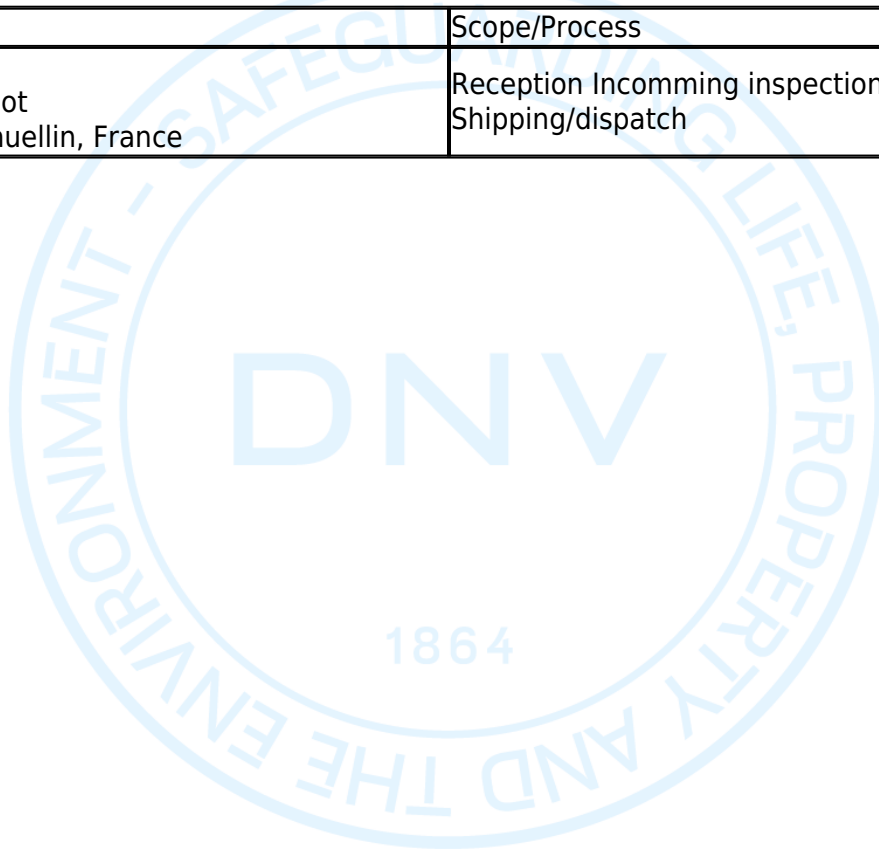 Scope/Process
ot
uellin, France
Reception Incomming inspection
Shipping/dispatch
SAFEGUARDING LIFE, PROPERTY AND THE ENVIRONMENT -
DNV
1864